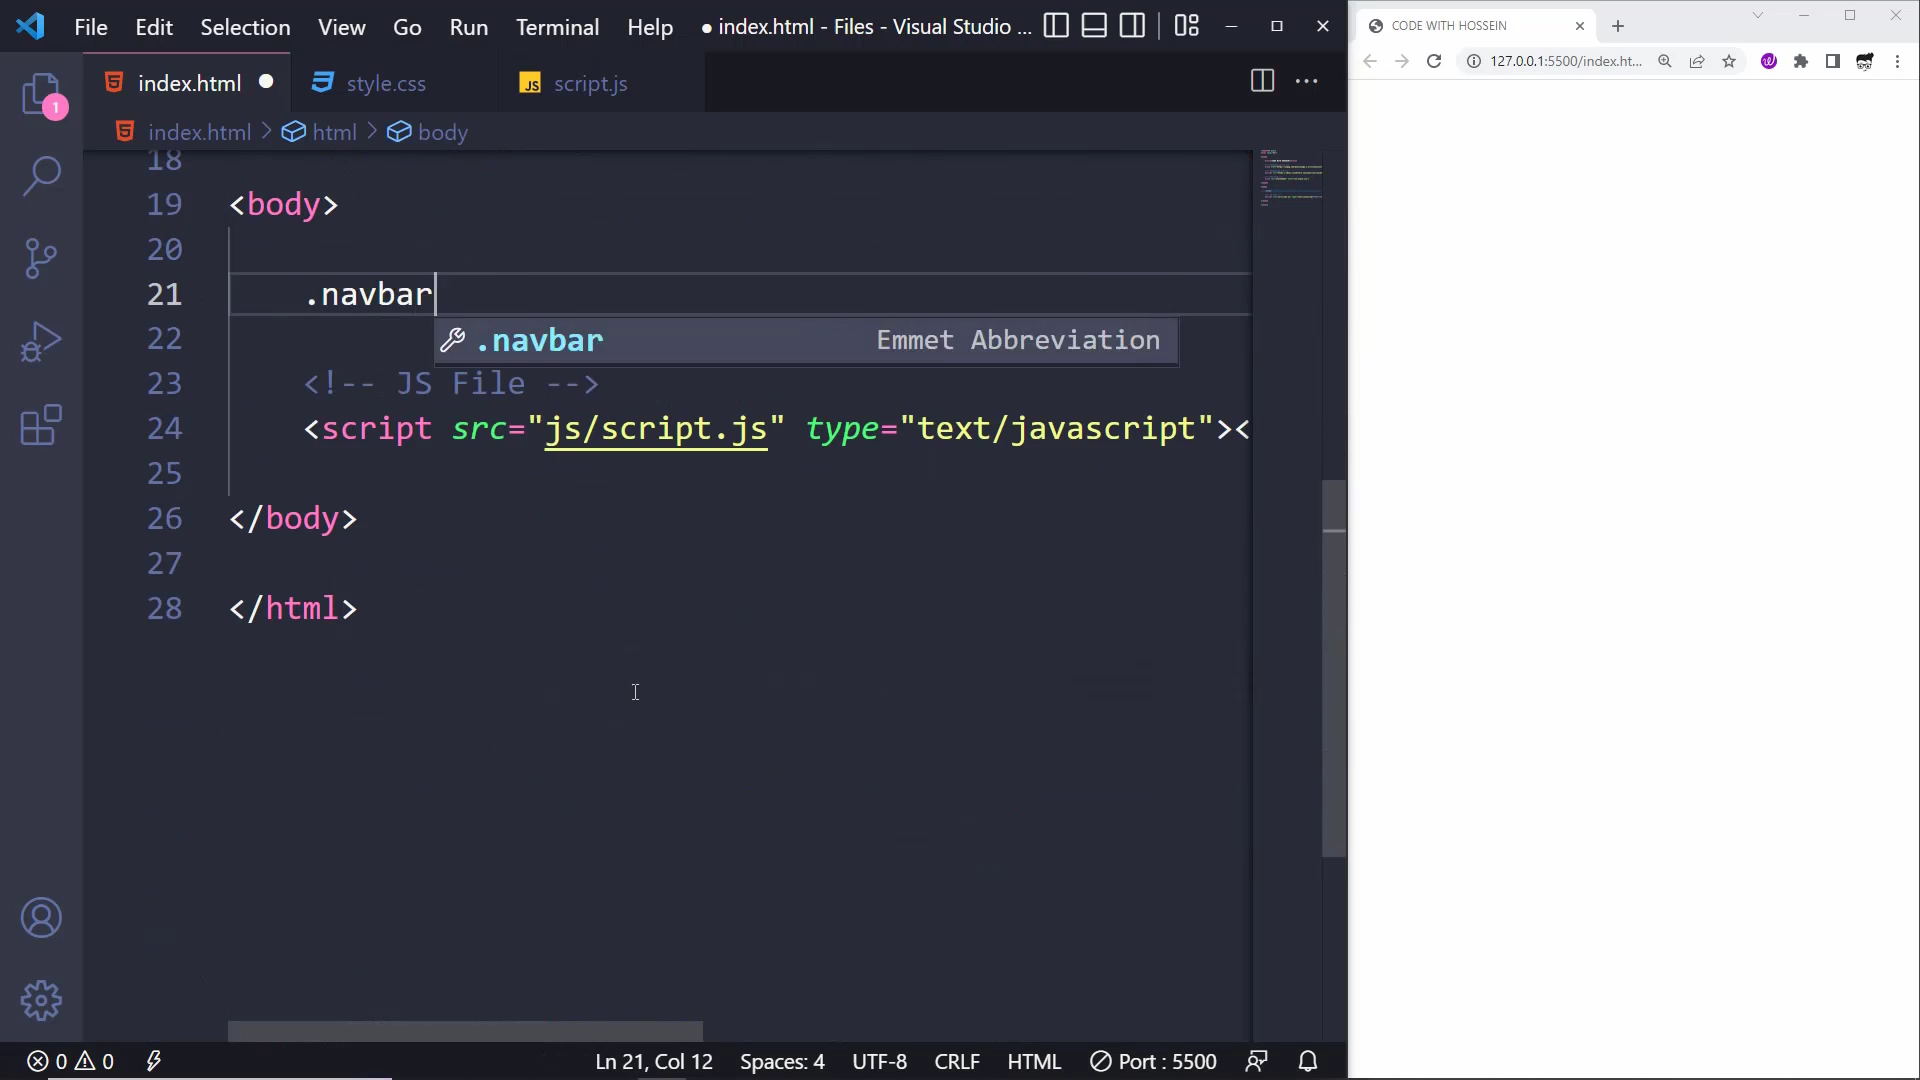 File Edit Selection View Go Run Terminal Help ● index.html - Files - Visual Studio ...
CODE WITH HOSSEIN
index.html ● style.css JS script.js
127.0.0.1:5500/index.ht...
index.html > html > body
1
18
19 <body>
20
21 .navbar
.navbar Emmet Abbreviation
22
23 <!-- JS File -->
24 <script src="js/script.js" type="text/javascript"><
25
26 </body>
27
28 </html>
0 0 Ln 21, Col 12 Spaces: 4 UTF-8 CRLF HTML Port : 5500